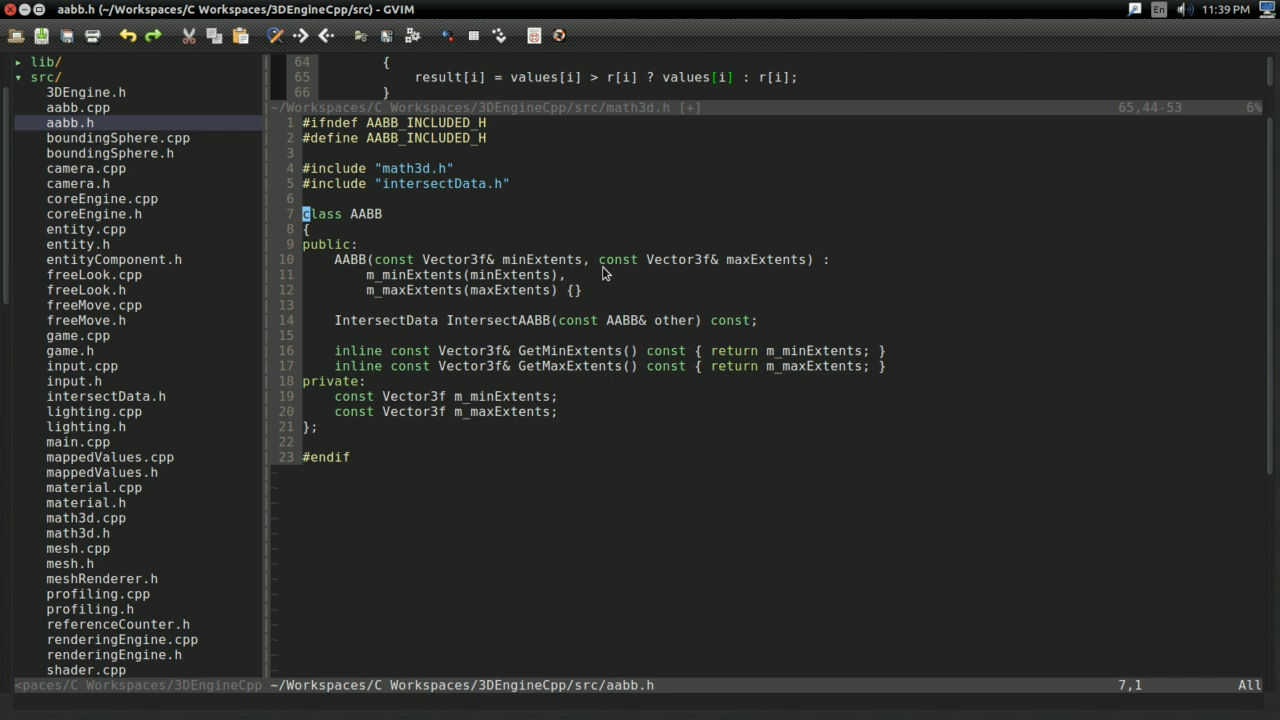 aabb.h (~/Workspaces/C Workspaces/3DEngineCpp/src) - GVIM
En 11:39 PM
▸ lib/
▾ src/
3DEngine.h
aabb.cpp
aabb.h
boundingSphere.cpp
boundingSphere.h
camera.cpp
camera.h
coreEngine.cpp
coreEngine.h
entity.cpp
entity.h
entityComponent.h
freeLook.cpp
freeLook.h
freeMove.cpp
freeMove.h
game.cpp
game.h
input.cpp
input.h
intersectData.h
lighting.cpp
lighting.h
main.cpp
mappedValues.cpp
mappedValues.h
material.cpp
material.h
math3d.cpp
math3d.h
mesh.cpp
mesh.h
meshRenderer.h
profiling.cpp
profiling.h
referenceCounter.h
renderingEngine.cpp
renderingEngine.h
shader.cpp
<paces/C Workspaces/3DEngineCpp
64 {
65 result[i] = values[i] > r[i] ? values[i] : r[i];
66 }
~/Workspaces/C Workspaces/3DEngineCpp/src/math3d.h [+] 65,44-53 6%
1 #ifndef AABB_INCLUDED_H
2 #define AABB_INCLUDED_H
3
4 #include "math3d.h"
5 #include "intersectData.h"
6
7 class AABB
8 {
9 public:
10 AABB(const Vector3f& minExtents, const Vector3f& maxExtents) :
11 m_minExtents(minExtents),
12 m_maxExtents(maxExtents) {}
13
14 IntersectData IntersectAABB(const AABB& other) const;
15
16 inline const Vector3f& GetMinExtents() const { return m_minExtents; }
17 inline const Vector3f& GetMaxExtents() const { return m_maxExtents; }
18 private:
19 const Vector3f m_minExtents;
20 const Vector3f m_maxExtents;
21 };
22
23 #endif
~/Workspaces/C Workspaces/3DEngineCpp/src/aabb.h 7,1 All